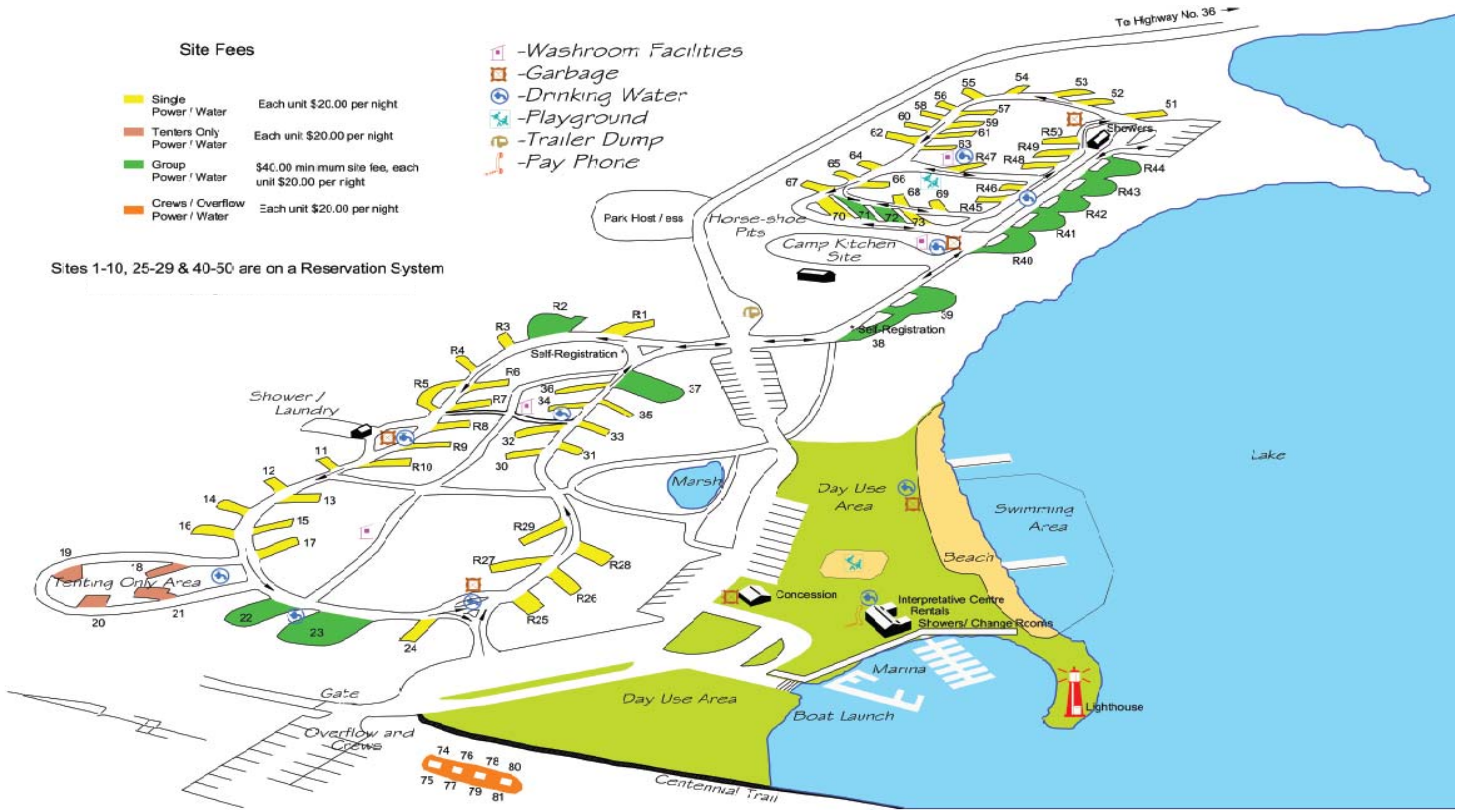 To Highway No. 36
Site Fees
Single
Power / Water
Each unit $20.00 per night
Tenters Only
Power / Water
Each unit $20.00 per night
Group
Power / Water
$40.00 minimum site fee, each
unit $20.00 per night
Crews / Overflow
Power / Water
Each unit $20.00 per night
Sites 1-10, 25-29 & 40-50 are on a Reservation System
-Washroom Facilities
-Garbage
-Drinking Water
-Playground
-Trailer Dump
-Pay Phone
55
54
53
52
51
56
58
57
60
59
62
61
63
R50
Showers
R49
R48
R47
64
65
66
67
68
69
R46
R45
R44
R43
R42
R41
R40
70
71
72
73
Park Host / ess
Horse-shoe
Pits
Camp Kitchen
Site
39
* Self-Registration
38
R2
R1
R3
R4
Self-Registration *
R5
R6
R7
36
34
37
35
Shower /
Laundry
R8
32
33
R9
30
31
R10
11
12
13
14
15
16
17
Marsh
Day Use
Area
Lake
Swimming
Area
Beach
R29
R28
R27
R26
R25
19
18
Tenting Only Area
20
21
22
23
24
Concession
Interpretative Centre
Rentals
Showers/ Change Rooms
Marina
Boat Launch
Lighthouse
Day Use Area
Gate
Overflow and
Crews
74
76
78
80
75
77
79
81
Centennial Trail